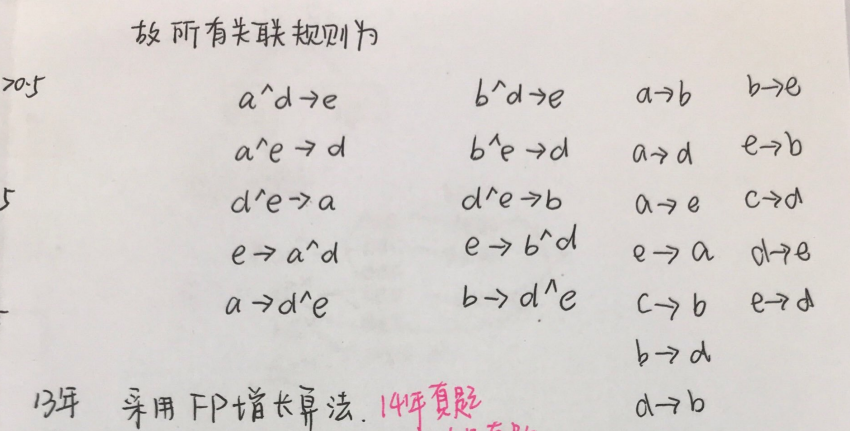 故所有关联规则为
>0.5 a^d→e b^d→e a→b b→e
a^e→d b^e→d a→d e→b
5 d^e→a d^e→b a→e c→d
e→a^d e→b^d e→a d→e
a→d^e b→d^e c→b e→d
b→d
d→b
13年 采用FP增长算法. 14年真题